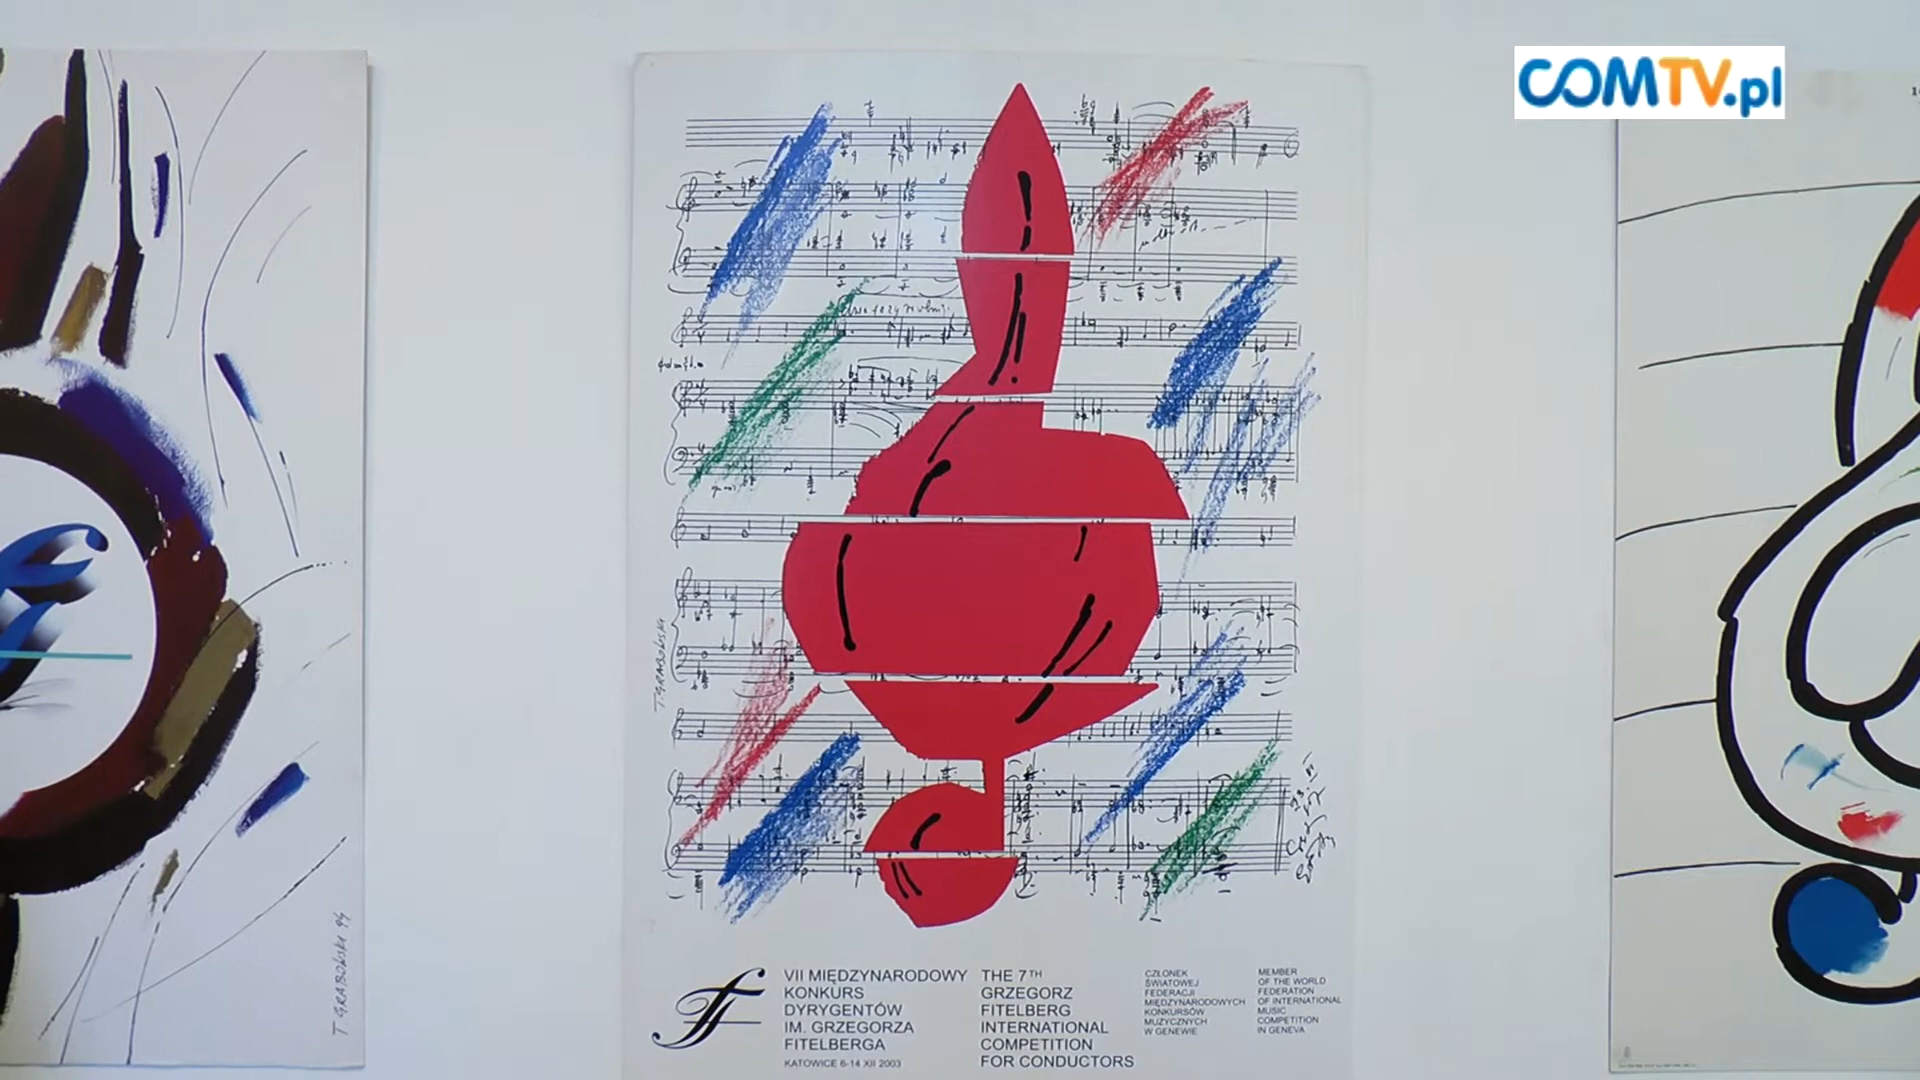 COMTV.pl
T. GRABOWSKI 94
T. GRABOWSKI
VII MIĘDZYNARODOWY
KONKURS
DYRYGENTÓW
IM. GRZEGORZA
FITELBERGA
KATOWICE 6-14 XII 2003
THE 7TH
GRZEGORZ
FITELBERG
INTERNATIONAL
COMPETITION
FOR CONDUCTORS
CZŁONEK
ŚWIATOWEJ
FEDERACJI
MIĘDZYNARODOWYCH
KONKURSÓW
MUZYCZNYCH
W GENEWIE
MEMBER
OF THE WORLD
FEDERATION
OF INTERNATIONAL
MUSIC
COMPETITION
IN GENEVA